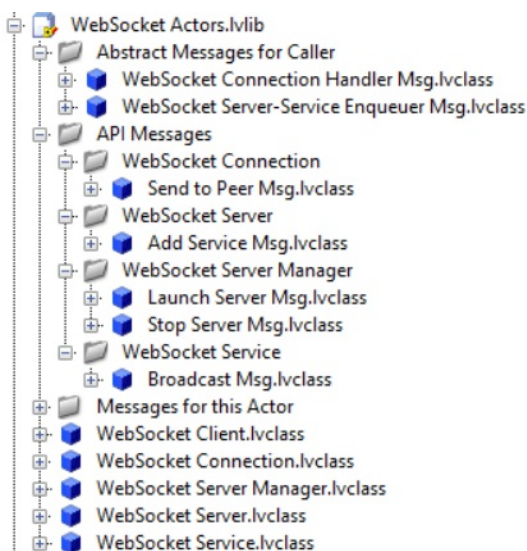 WebSocket Actors.lvlib
Abstract Messages for Caller
WebSocket Connection Handler Msg.lvclass
WebSocket Server-Service Enqueuer Msg.lvclass
API Messages
WebSocket Connection
Send to Peer Msg.lvclass
WebSocket Server
Add Service Msg.lvclass
WebSocket Server Manager
Launch Server Msg.lvclass
Stop Server Msg.lvclass
WebSocket Service
Broadcast Msg.lvclass
Messages for this Actor
WebSocket Client.lvclass
WebSocket Connection.lvclass
WebSocket Server Manager.lvclass
WebSocket Server.lvclass
WebSocket Service.lvclass